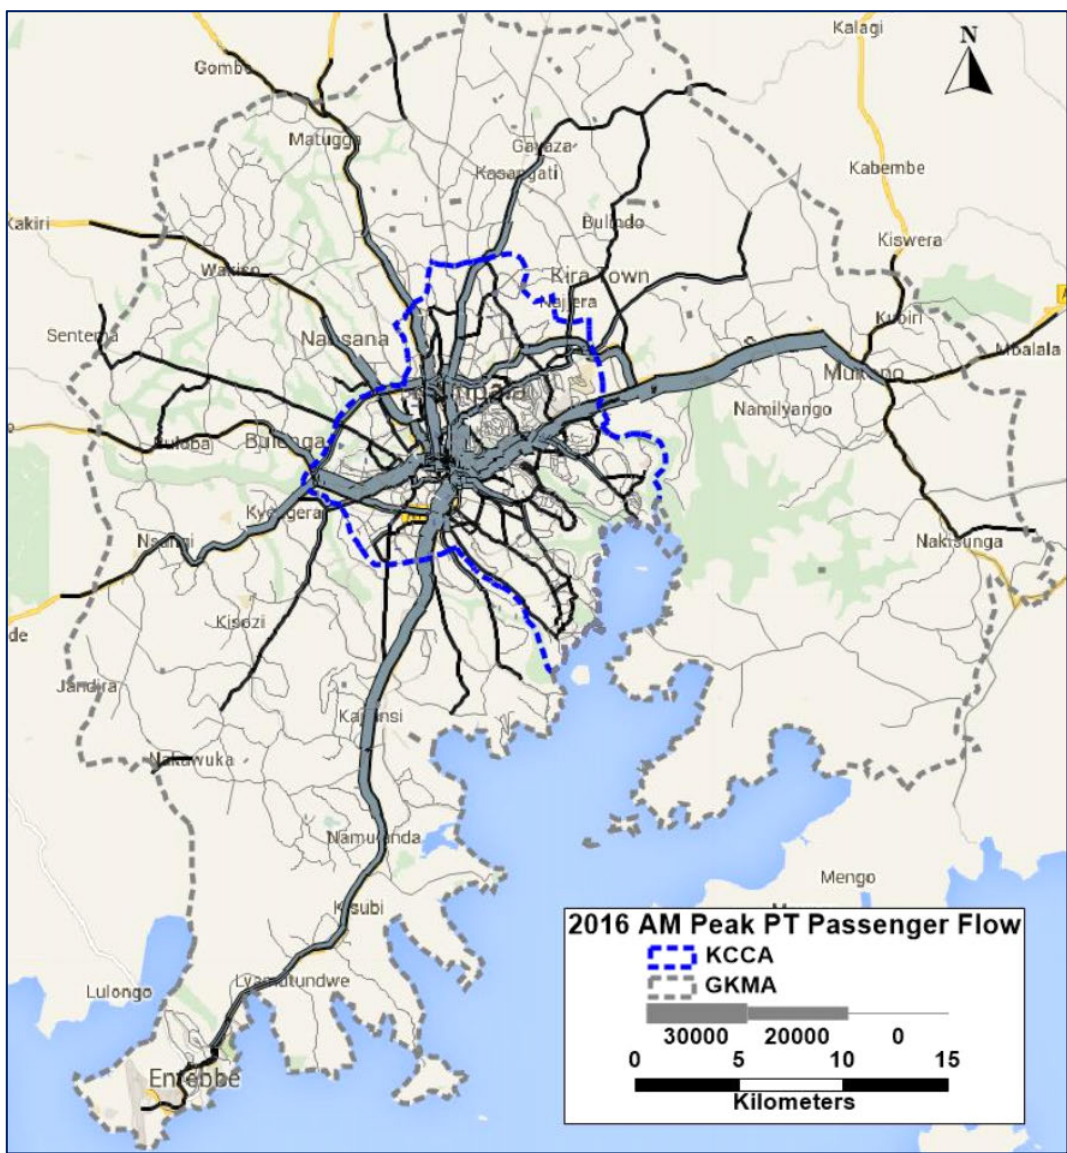 Kalagi
N
Gombe
Matugga
Gayaza
Kasangati
Kabembe
Kakiri
Bulindo
Kiswera
Wakiso
Kira Town
Najjera
Sentema
Nansana
Kubiri
Mbalala
Mukono
Kampala
Namilyango
Buloba
Bulenga
Kyengera
Nsangi
Nakisunga
Kisozi
de
Jandira
Kajjansi
Nakawuka
Namulanda
Mengo
Kisubi
Lyamutundwe
Lulongo
Entebbe
2016 AM Peak PT Passenger Flow
KCCA
GKMA
30000 20000 0
0 5 10 15
Kilometers